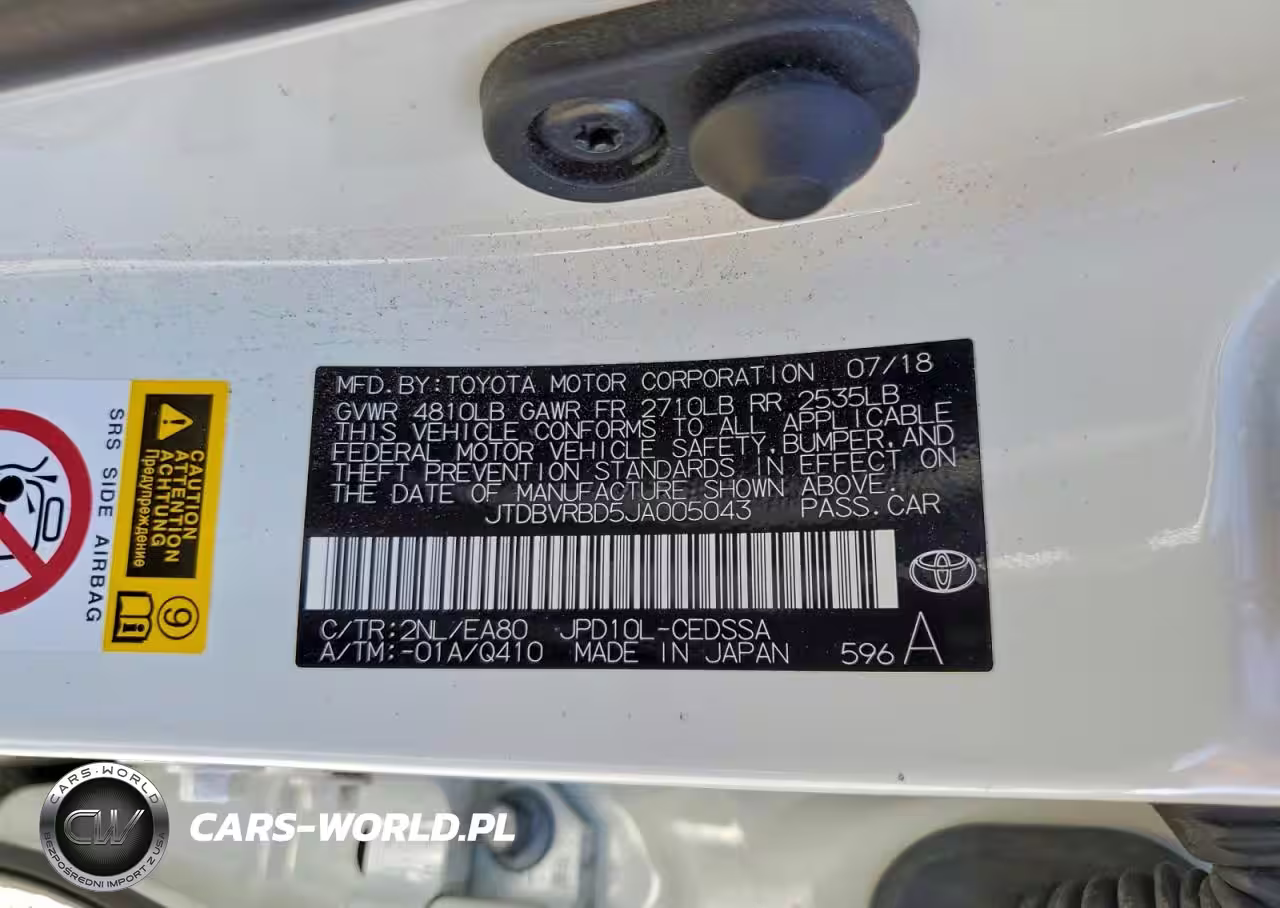 MFD. BY: TOYOTA MOTOR CORPORATION 07/18
GVWR 4810LB GAWR FR 2710LB RR 2535LB
THIS VEHICLE CONFORMS TO ALL APPLICABLE
FEDERAL MOTOR VEHICLE SAFETY, BUMPER, AND
THEFT PREVENTION STANDARDS IN EFFECT ON
THE DATE OF MANUFACTURE SHOWN ABOVE.
JTDBVRBD5JA005043 PASS. CAR
C/TR: 2NL/EA80 JPD10L-CEDSSA
A/TM: -01A/Q410 MADE IN JAPAN 596 A
SRS SIDE AIRBAG
CAUTION
ATTENTION
ACHTUNG
Предупреждение
9
CARS-WORLD
CW
BEZPOŚREDNI IMPORT Z USA
CARS-WORLD.PL